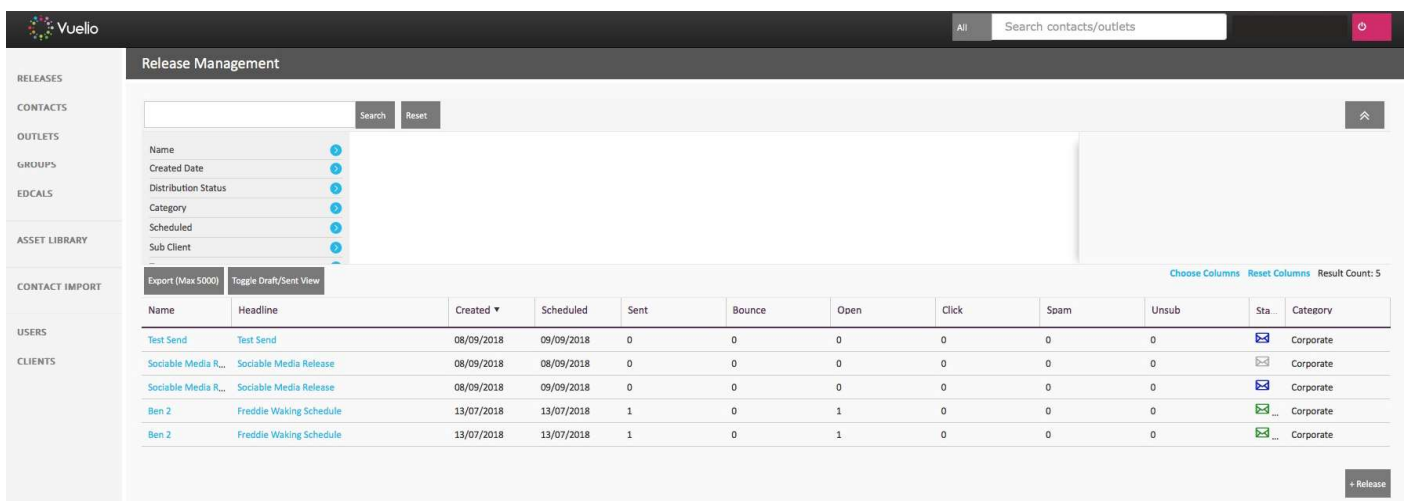 Vuelio
All
Search contacts/outlets
Release Management
RELEASES
CONTACTS
OUTLETS
GROUPS
EDCALS
ASSET LIBRARY
CONTACT IMPORT
USERS
CLIENTS
Search Reset
Name
Created Date
Distribution Status
Category
Scheduled
Sub Client
Export (Max 5000) Toggle Draft/Sent View
Choose Columns Reset Columns Result Count: 5
Name Headline Created ▼ Scheduled Sent Bounce Open Click Spam Unsub Sta... Category
Test Send Test Send 08/09/2018 09/09/2018 0 0 0 0 0 0 Corporate
Sociable Media R... Sociable Media Release 08/09/2018 08/09/2018 0 0 0 0 0 0 Corporate
Sociable Media R... Sociable Media Release 08/09/2018 09/09/2018 0 0 0 0 0 0 Corporate
Ben 2 Freddie Waking Schedule 13/07/2018 13/07/2018 1 0 1 0 0 0 ... Corporate
Ben 2 Freddie Waking Schedule 13/07/2018 13/07/2018 1 0 1 0 0 0 ... Corporate
+ Release